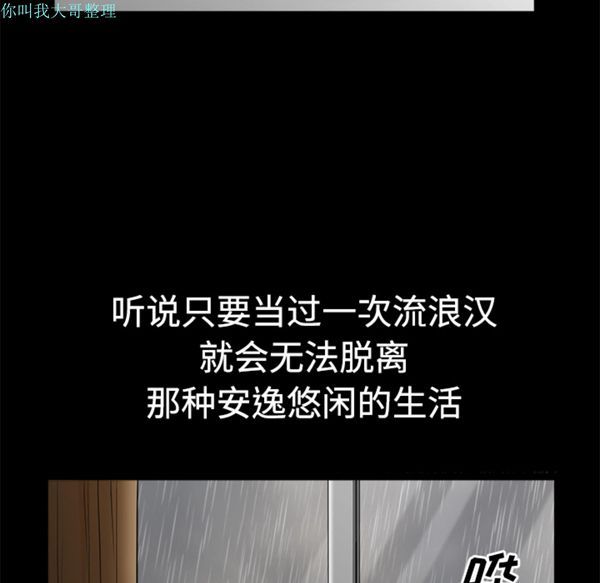 你叫我大哥整理
听说只要当过一次流浪汉
就会无法脱离
那种安逸悠闲的生活